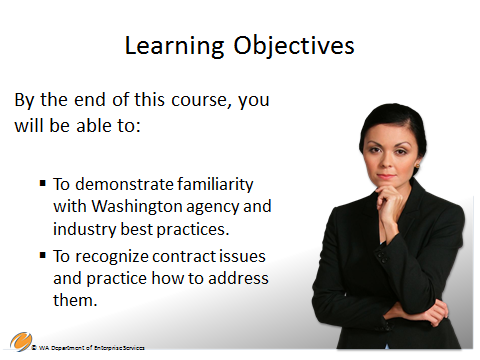 Learning Objectives
By the end of this course, you
will be able to:
▪ To demonstrate familiarity
with Washington agency and
industry best practices.
▪ To recognize contract issues
and practice how to address
them.
© WA Department of Enterprise Services